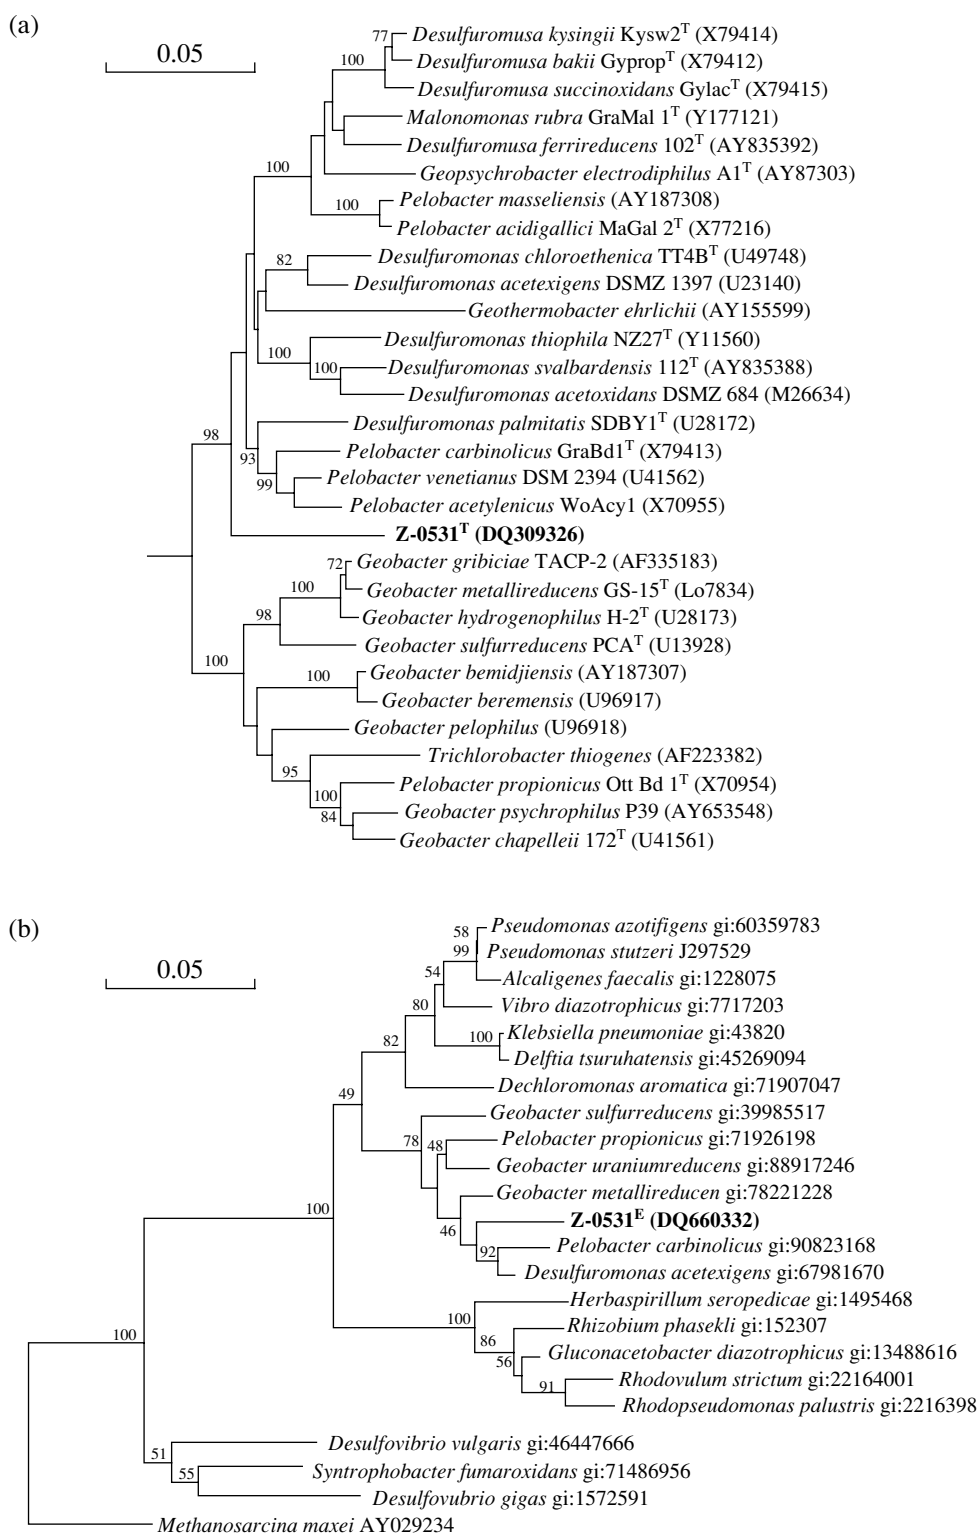 (a)
0.05
77
Desulfuromusa kysingii Kysw2T (X79414)
Desulfuromusa bakii GypropT (X79412)
100
Desulfuromusa succinoxidans GylacT (X79415)
Malonomonas rubra GraMal 1T (Y177121)
Desulfuromusa ferrireducens 102T (AY835392)
100
Geopsychrobacter electrodiphilus A1T (AY87303)
Pelobacter masseliensis (AY187308)
100
Pelobacter acidigallici MaGal 2T (X77216)
Desulfuromonas chloroethenica TT4BT (U49748)
82
Desulfuromonas acetexigens DSMZ 1397 (U23140)
Geothermobacter ehrlichii (AY155599)
Desulfuromonas thiophila NZ27T (Y11560)
100
100
Desulfuromonas svalbardensis 112T (AY835388)
Desulfuromonas acetoxidans DSMZ 684 (M26634)
Desulfuromonas palmitatis SDBY1T (U28172)
98
93
Pelobacter carbinolicus GraBd1T (X79413)
Pelobacter venetianus DSM 2394 (U41562)
99
Pelobacter acetylenicus WoAcy1 (X70955)
Z-0531T (DQ309326)
72
Geobacter gribiciae TACP-2 (AF335183)
Geobacter metallireducens GS-15T (Lo7834)
100
Geobacter hydrogenophilus H-2T (U28173)
98
Geobacter sulfurreducens PCAT (U13928)
100
Geobacter bemidjiensis (AY187307)
100
Geobacter beremensis (U96917)
Geobacter pelophilus (U96918)
Trichlorobacter thiogenes (AF223382)
95
Pelobacter propionicus Ott Bd 1T (X70954)
100
Geobacter psychrophilus P39 (AY653548)
84
Geobacter chapelleii 172T (U41561)
(b)
0.05
58
Pseudomonas azotifigens gi:60359783
99
Pseudomonas stutzeri J297529
54
Alcaligenes faecalis gi:1228075
80
Vibro diazotrophicus gi:7717203
100
Klebsiella pneumoniae gi:43820
82
Delftia tsuruhatensis gi:45269094
Dechloromonas aromatica gi:71907047
49
Geobacter sulfurreducens gi:39985517
78
48
Pelobacter propionicus gi:71926198
Geobacter uraniumreducens gi:88917246
Geobacter metallireducen gi:78221228
100
46
Z-0531E (DQ660332)
92
Pelobacter carbinolicus gi:90823168
Desulfuromonas acetexigens gi:67981670
Herbaspirillum seropedicae gi:1495468
100
Rhizobium phasekli gi:152307
86
56
Gluconacetobacter diazotrophicus gi:13488616
100
91
Rhodovulum strictum gi:22164001
Rhodopseudomonas palustris gi:2216398
Desulfovibrio vulgaris gi:46447666
51
Syntrophobacter fumaroxidans gi:71486956
55
Desulfovubrio gigas gi:1572591
Methanosarcina maxei AY029234